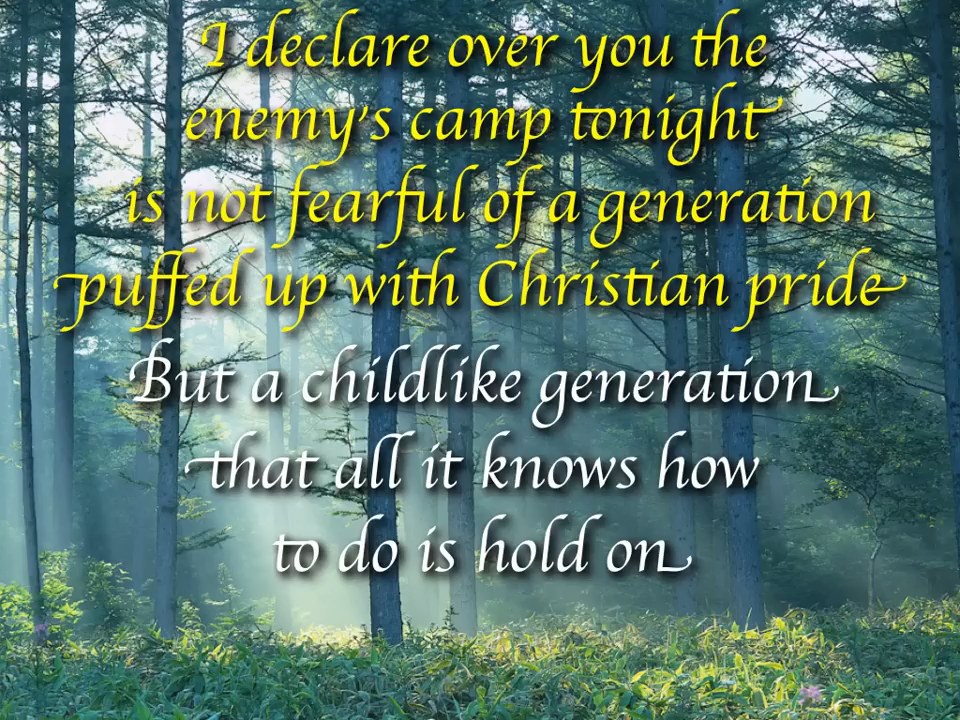 I declare over you the
enemy's camp tonight
is not fearful of a generation
puffed up with Christian pride
But a childlike generation
that all it knows how
to do is hold on